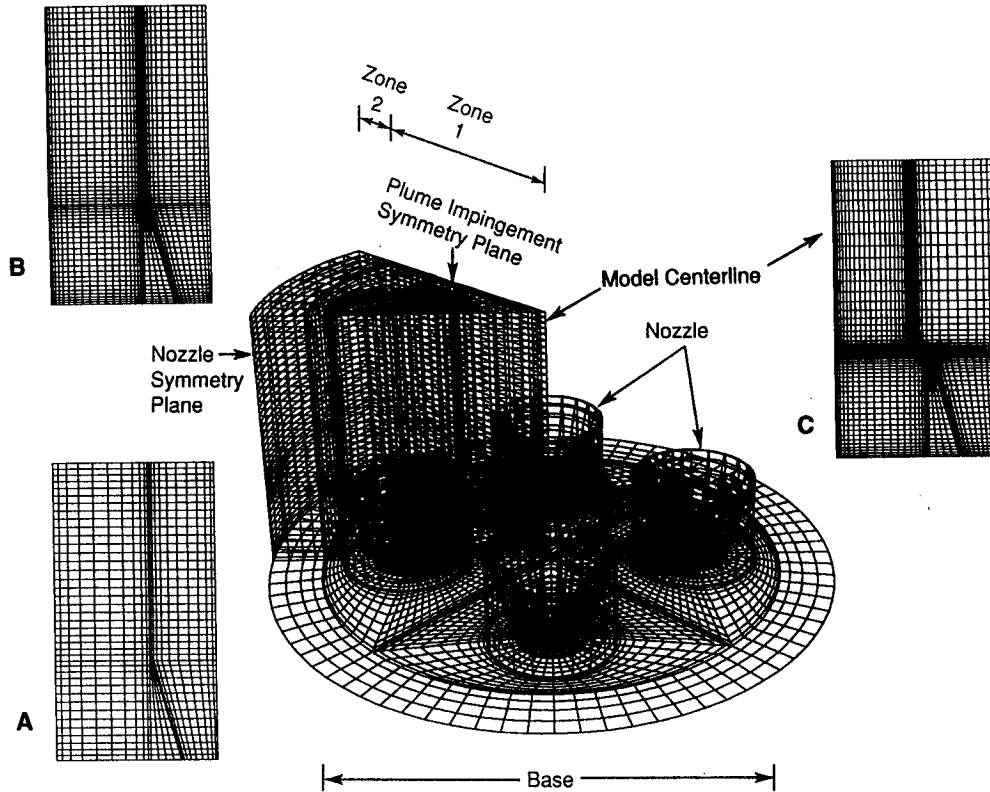 Zone
2
Zone
1
Plume Impingement
Symmetry Plane
B
Model Centerline
Nozzle
Nozzle
Symmetry
Plane
C
A
Base